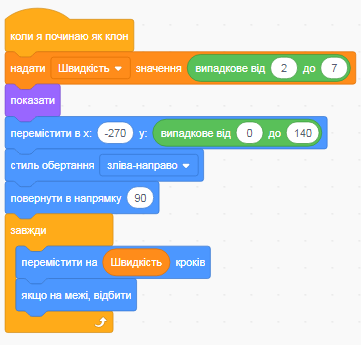 коли я починаю як клон
надати Швидкість значення випадкове від 2 до 7
показати
перемістити в х: -270 у: випадкове від 0 до 140
стиль обертання зліва-направо
повернути в напрямку 90
завжди
перемістити на Швидкість кроків
якщо на межі, відбити